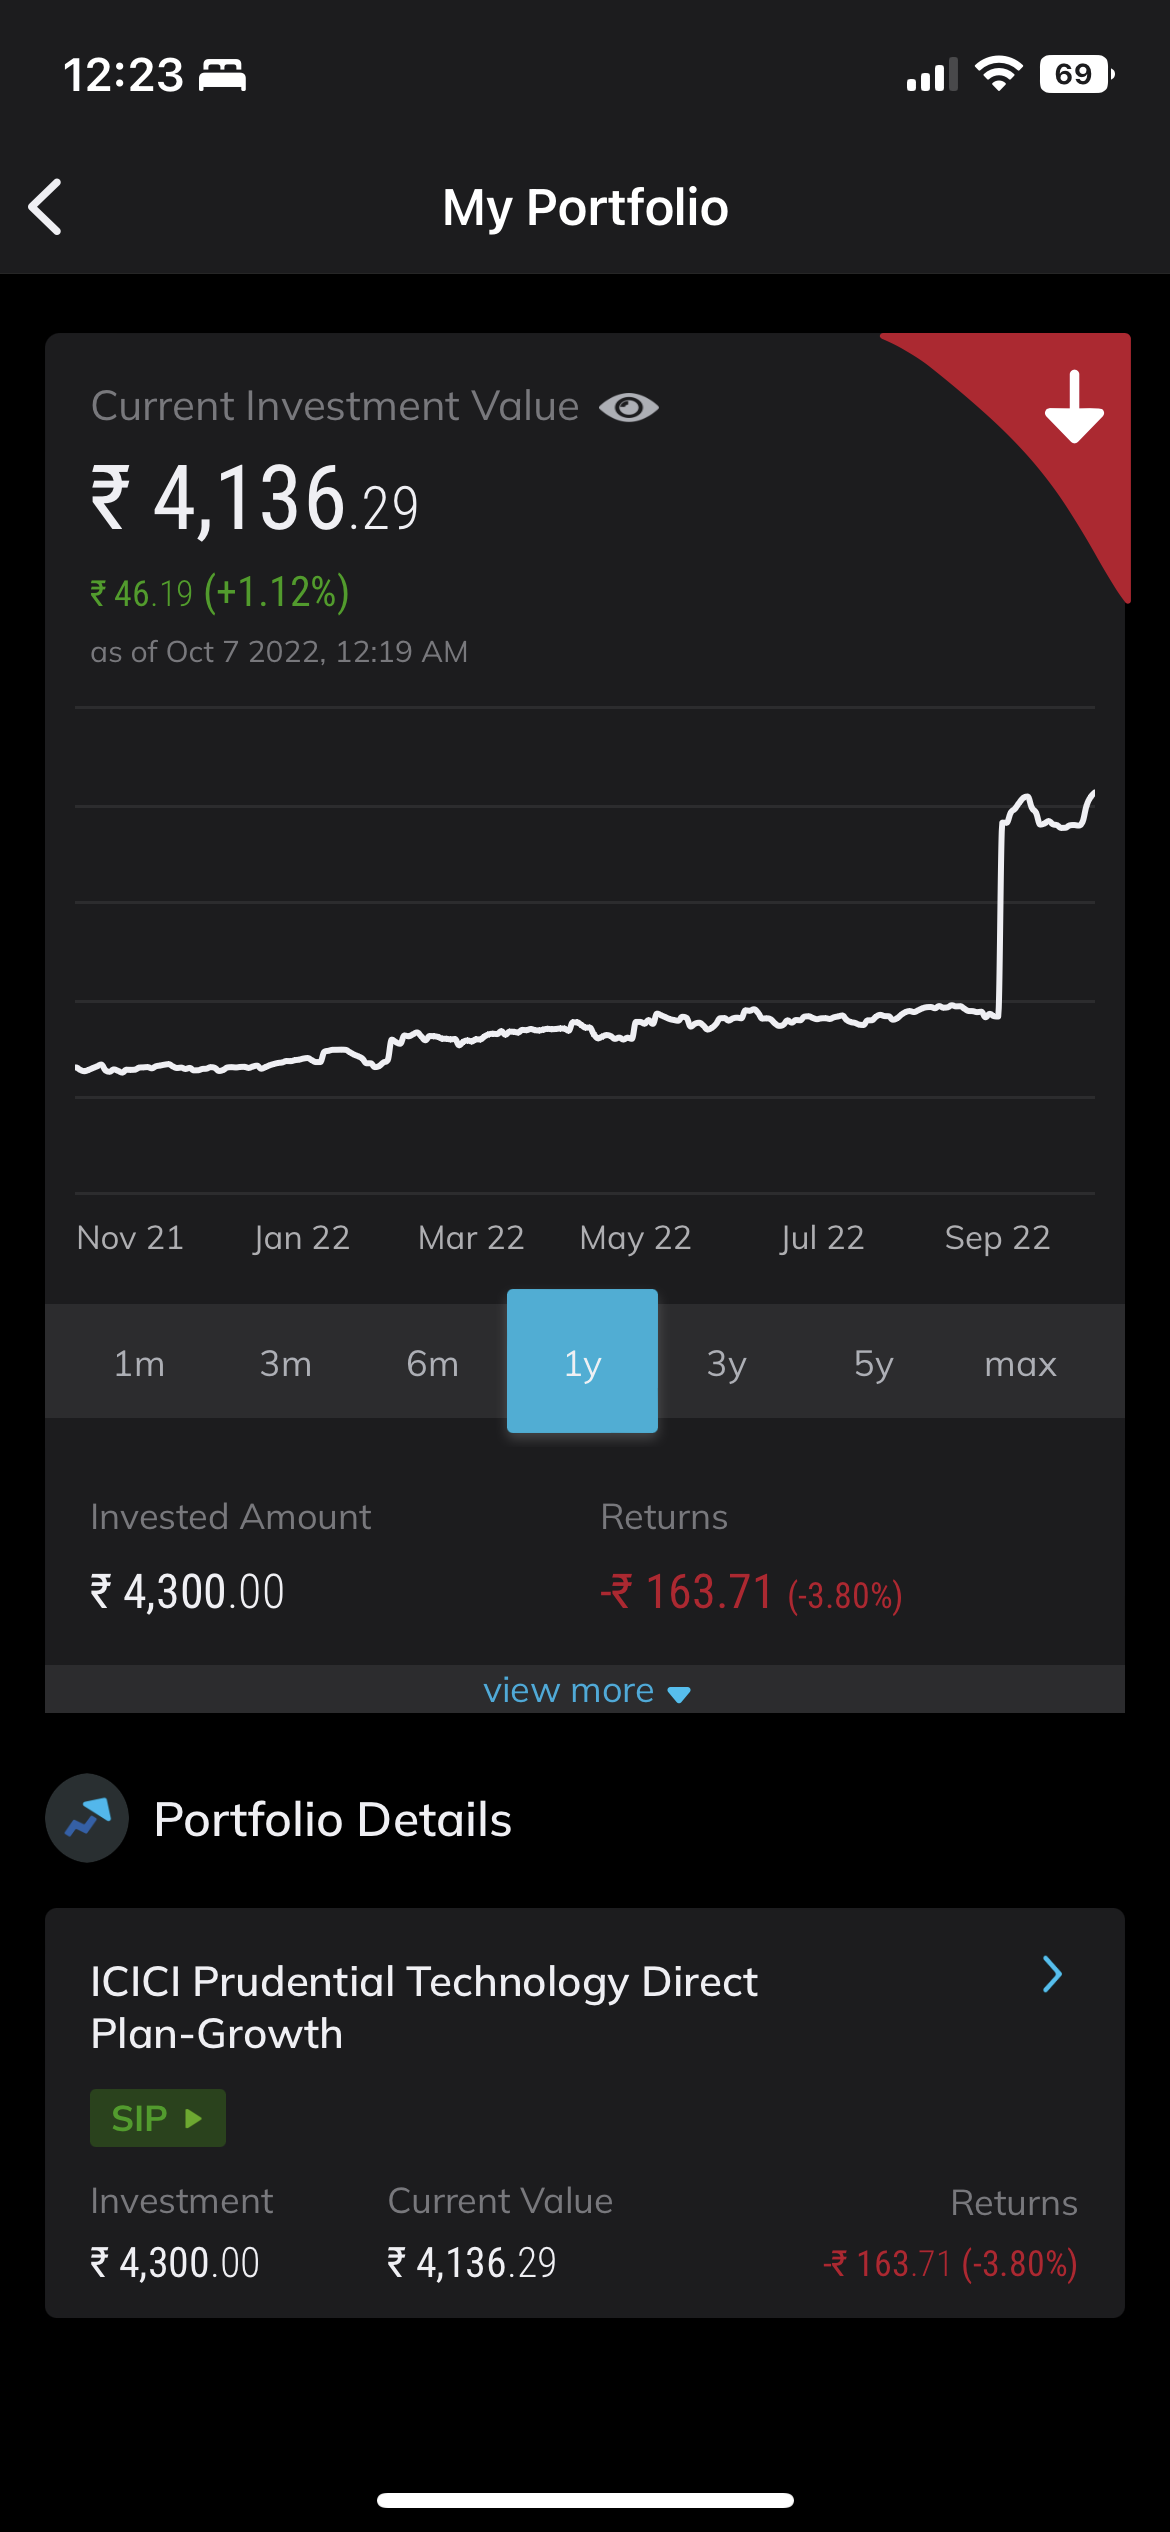 12:23
69
My Portfolio
Current Investment Value
₹ 4,136.29
₹ 46.19 (+1.12%)
as of Oct 7 2022, 12:19 AM
Nov 21 Jan 22 Mar 22 May 22 Jul 22 Sep 22
1m 3m 6m 1y 3y 5y max
Invested Amount Returns
₹ 4,300.00 -₹ 163.71 (-3.80%)
view more
Portfolio Details
ICICI Prudential Technology Direct
Plan-Growth
SIP
Investment Current Value Returns
₹ 4,300.00 ₹ 4,136.29 -₹ 163.71 (-3.80%)